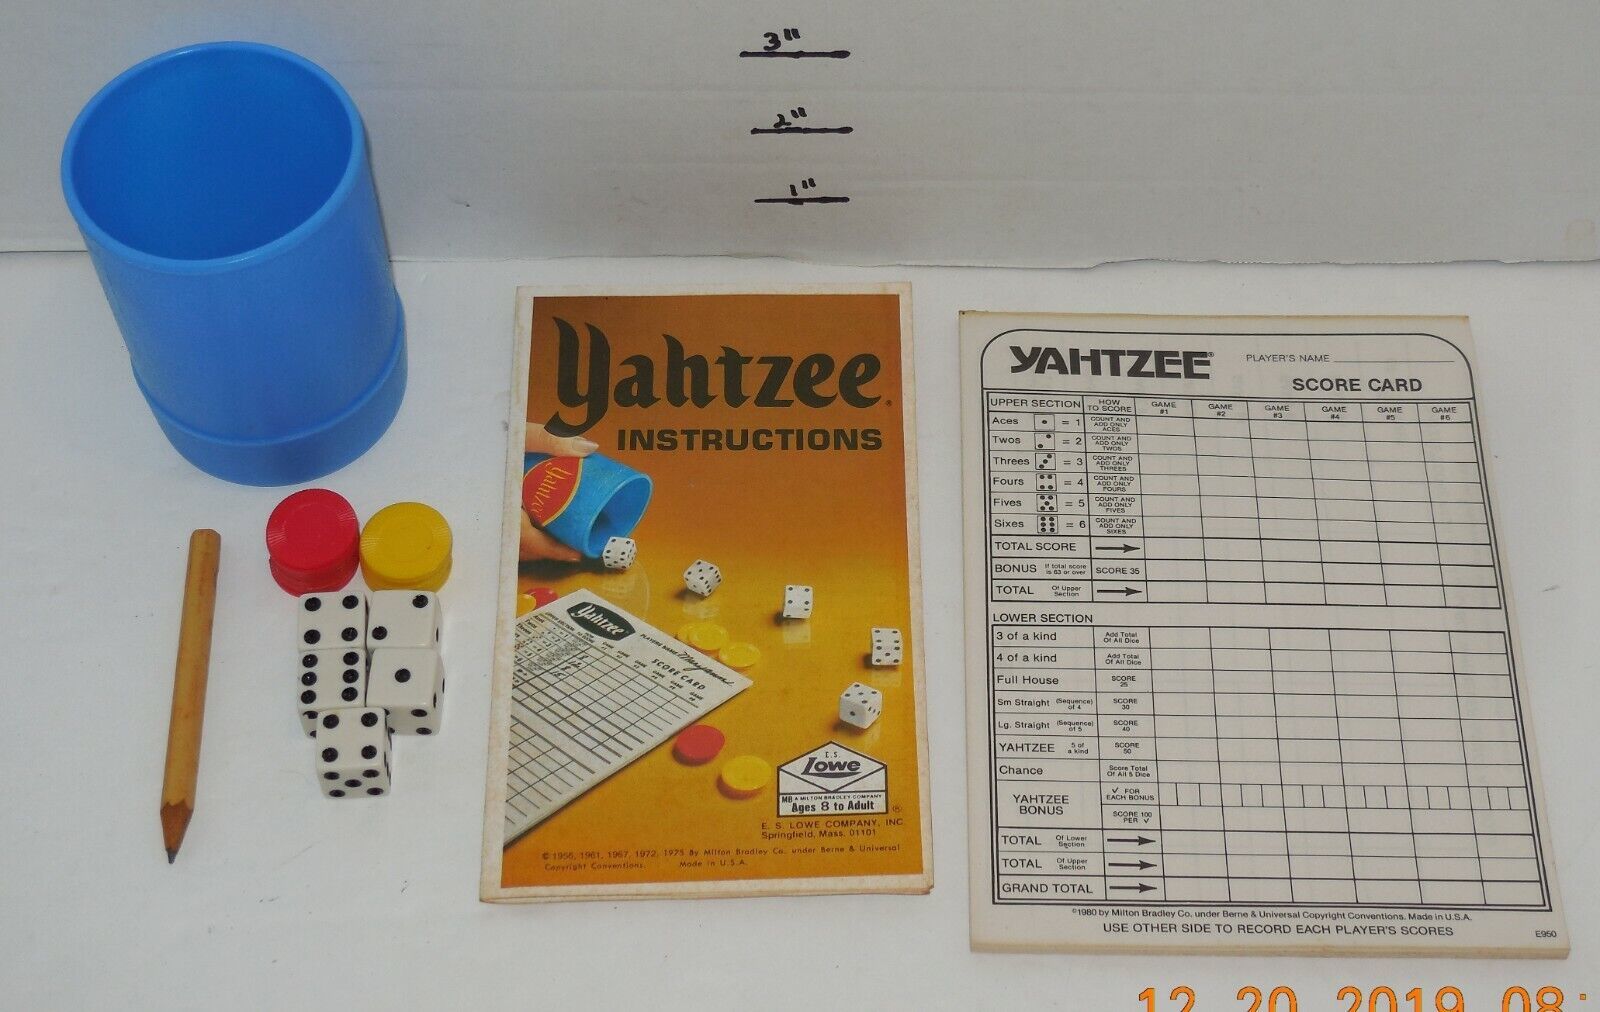 3"
2"
1"
Yahtzee®
INSTRUCTIONS
Yahtzee
Yahtzee
PLAYER'S NAME
SCORE CARD
E.S.
Lowe
MB A MILTON BRADLEY COMPANY
Ages 8 to Adult ®
E. S. LOWE COMPANY, INC.
Springfield, Mass. 01101
© 1956, 1961, 1967, 1972, 1975 By Milton Bradley Co. under Berne & Universal
Copyright Conventions. Made in U.S.A.
YAHTZEE® PLAYER'S NAME
SCORE CARD
UPPER SECTION HOW TO SCORE GAME #1 GAME #2 GAME #3 GAME #4 GAME #5 GAME #6
Aces = 1 COUNT AND ADD ONLY ACES
Twos = 2 COUNT AND ADD ONLY TWOS
Threes = 3 COUNT AND ADD ONLY THREES
Fours = 4 COUNT AND ADD ONLY FOURS
Fives = 5 COUNT AND ADD ONLY FIVES
Sixes = 6 COUNT AND ADD ONLY SIXES
TOTAL SCORE
BONUS If total score is 63 or over SCORE 35
TOTAL Of Upper Section
LOWER SECTION
3 of a kind Add Total Of All Dice
4 of a kind Add Total Of All Dice
Full House SCORE 25
Sm Straight (Sequence of 4) SCORE 30
Lg. Straight (Sequence of 5) SCORE 40
YAHTZEE 5 of a kind SCORE 50
Chance Score Total Of All 5 Dice
YAHTZEE BONUS ✓ FOR EACH BONUS
SCORE 100 PER ✓
TOTAL Of Lower Section
TOTAL Of Upper Section
GRAND TOTAL
©1980 by Milton Bradley Co. under Berne & Universal Copyright Conventions. Made in U.S.A.
USE OTHER SIDE TO RECORD EACH PLAYER'S SCORES
E950
12 20 2019 08: